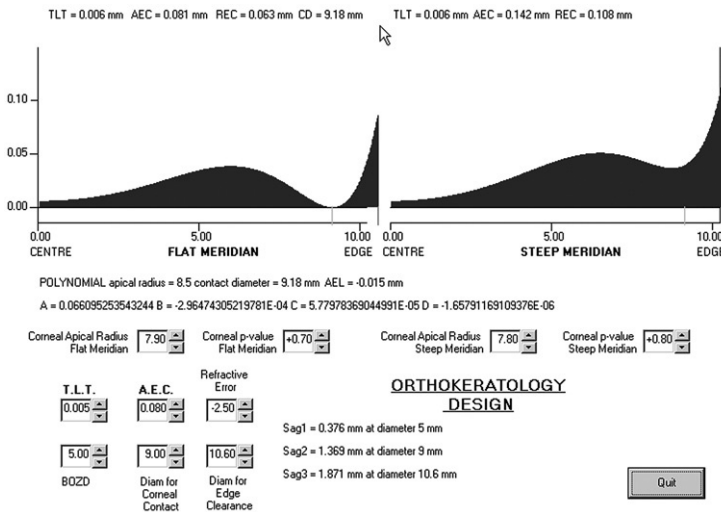 TLT = 0.006 mm AEC = 0.081 mm REC = 0.063 mm CD = 9.18 mm
TLT = 0.006 mm AEC = 0.142 mm REC = 0.108 mm
0.10
0.05
0.00
0.00 5.00 10.00
CENTRE FLAT MERIDIAN EDGE
0.00 5.00 10.00
CENTRE STEEP MERIDIAN EDGE
POLYNOMIAL apical radius = 8.5 contact diameter = 9.18 mm AEL = -0.015 mm
A = 0.066095253543244 B = -2.96474305219781E-04 C = 5.77978369044991E-05 D = -1.65791169109376E-06
Corneal Apical Radius
Flat Meridian
7.90
Corneal p-value
Flat Meridian
+0.70
Corneal Apical Radius
Steep Meridian
7.80
Corneal p-value
Steep Meridian
+0.80
T.L.T.
0.005
A.E.C.
0.080
Refractive
Error
-2.50
5.00
BOZD
9.00
Diam for
Corneal
Contact
10.60
Diam for
Edge
Clearance
ORTHOKERATOLOGY
DESIGN
Sag1 = 0.376 mm at diameter 5 mm
Sag2 = 1.369 mm at diameter 9 mm
Sag3 = 1.871 mm at diameter 10.6 mm
Quit